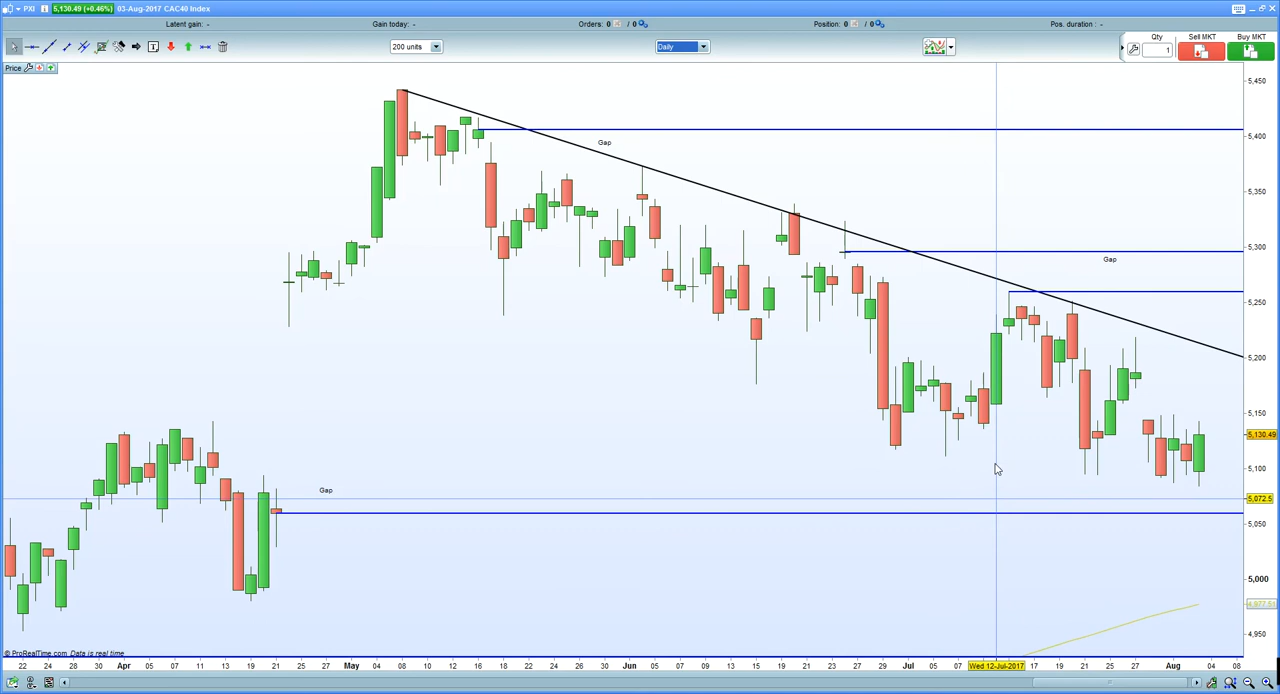 PXI 5,130.49 (+0.46%) 03-Aug-2017 CAC40 Index
Latent gain: - Gain today: - Orders: 0 / 0 Position: 0 / 0 Pos. duration : -
200 units Daily Qty Sell MKT Buy MKT
1
Price
5,450
5,400
Gap
5,350
5,300
Gap
5,250
5,200
5,150
5,130.49
5,100
Gap
5,072.5
5,050
5,000
4,977.51
4,950
© ProRealTime.com Data is real time
22 24 28 30 Apr 05 07 11 13 19 21 25 27 May 04 08 10 12 16 18 22 24 26 30 Jun 05 07 09 13 15 19 21 23 27 29 Jul 05 07 Wed 12-Jul-2017 17 19 21 25 27 Aug 04 08